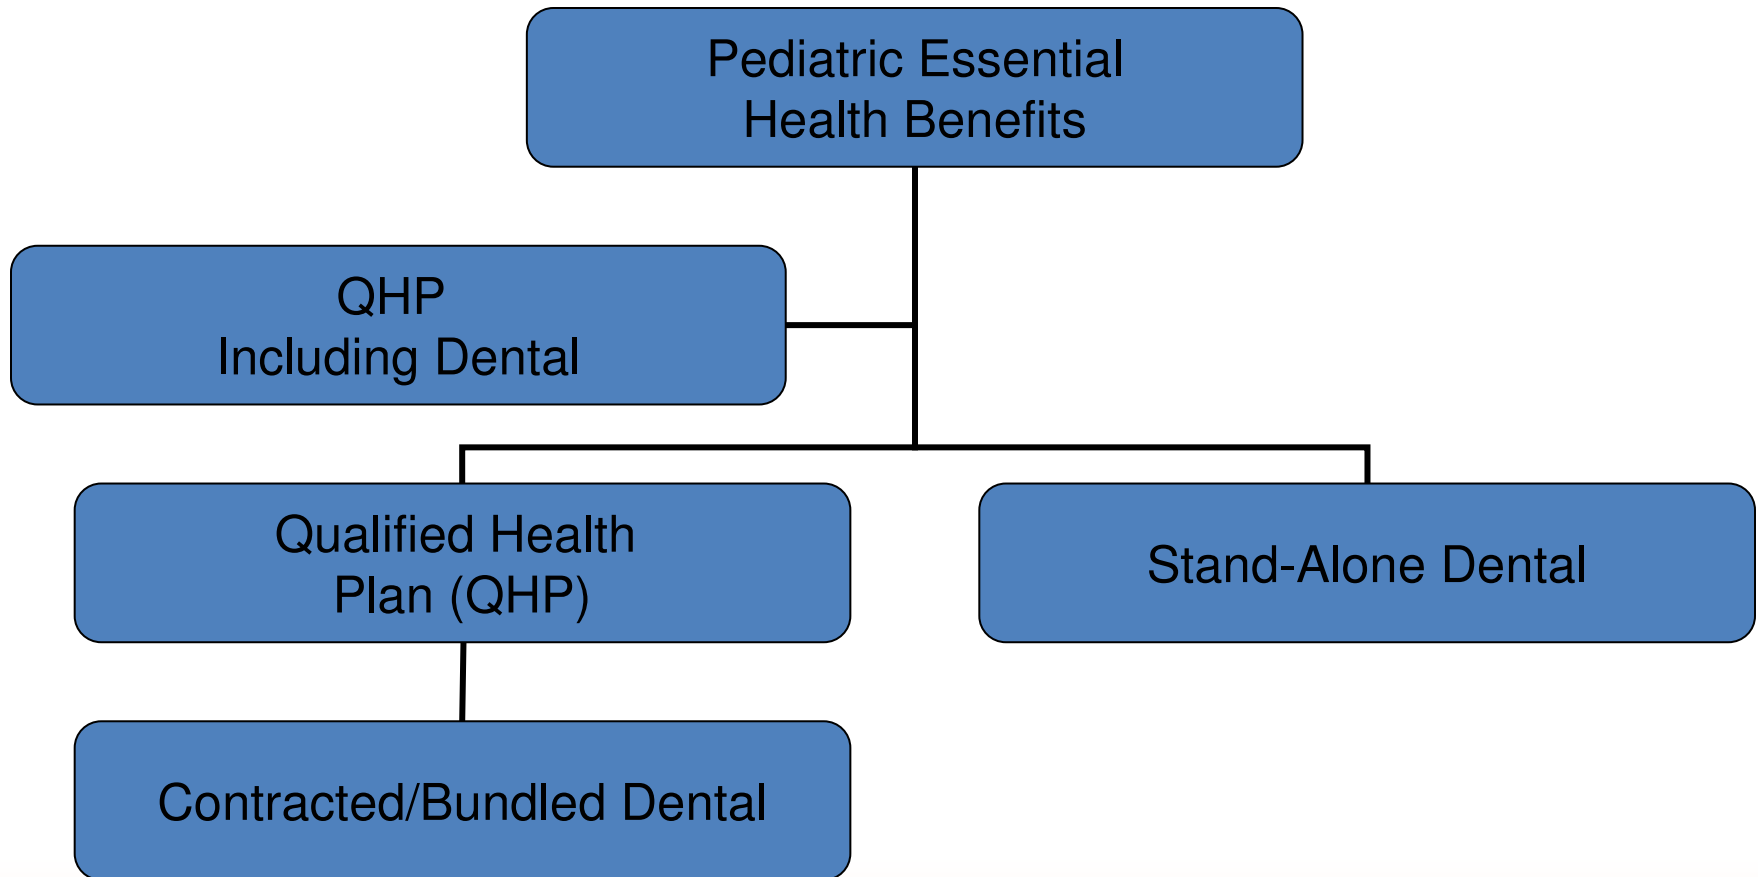 Pediatric Essential
Health Benefits
QHP
Including Dental
Qualified Health
Plan (QHP)
Stand-Alone Dental
Contracted/Bundled Dental